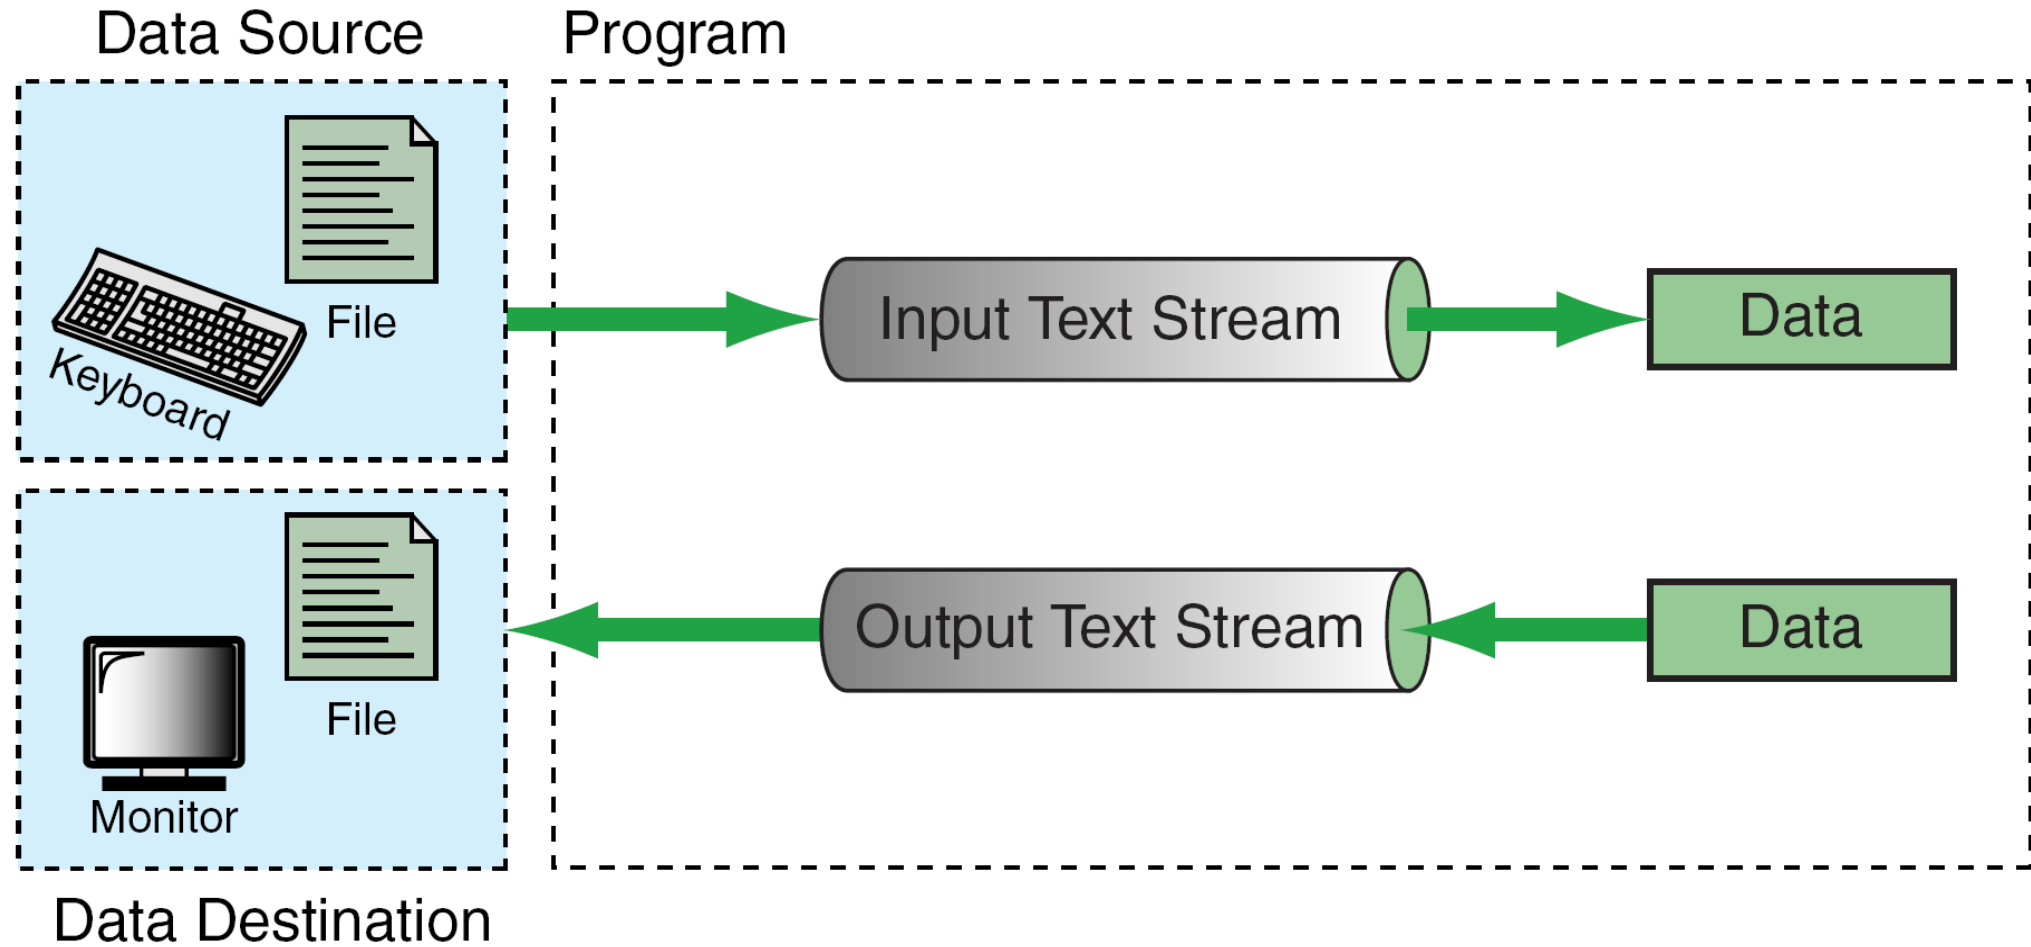 Data Source
Program
File
Keyboard
Input Text Stream
Data
File
Monitor
Output Text Stream
Data
Data Destination